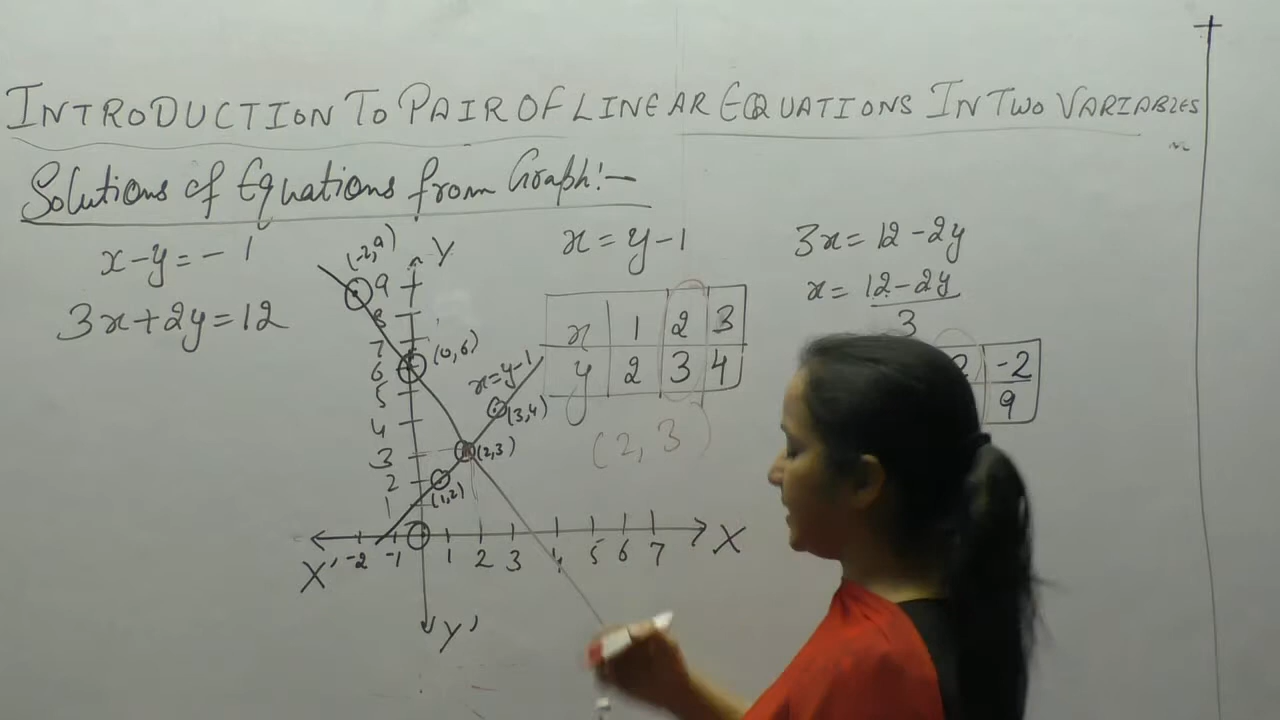 INTRODUCTION TO PAIR OF LINEAR EQUATIONS IN TWO VARIABLES
Solutions of Equations from Graph:-
x-y=-1
3x+2y=12
x=y-1
x 1 2 3
y 2 3 4
(2, 3)
3x=12-2y
x=12-2y
3
2 -2
9
Y
(-2,9)
9
8
7
6
5
4
3
2
1
(0,6)
x=y-1
(3,4)
(2,3)
(1,2)
X' -2 -1 1 2 3 4 5 6 7 X
Y'